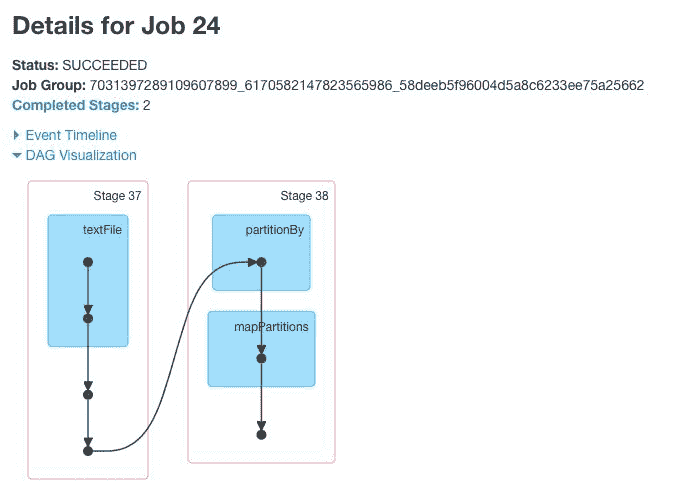 Details for Job 24
Status: SUCCEEDED
Job Group: 7031397289109607899_6170582147823565986_58deeb5f96004d5a8c6233ee75a25662
Completed Stages: 2
Event Timeline
DAG Visualization
Stage 37
Stage 38
textFile
partitionBy
mapPartitions